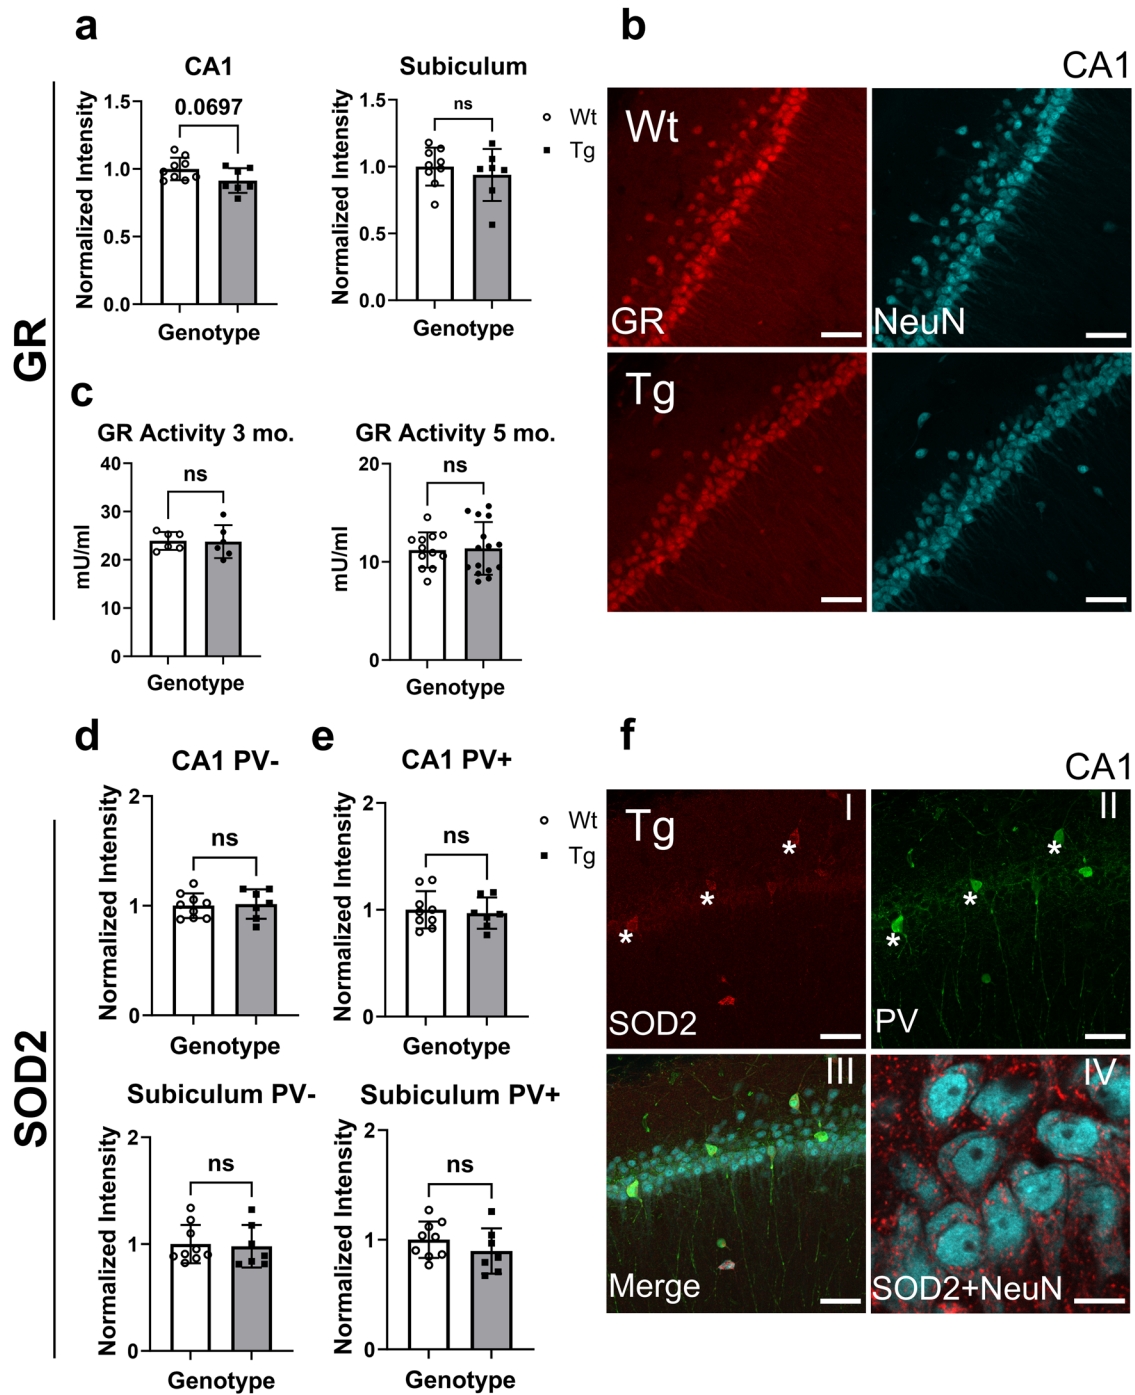 a
CA1
Normalized Intensity
1.5
1.0
0.5
0.0
0.0697
Genotype
Subiculum
Normalized Intensity
1.5
1.0
0.5
0.0
ns
Genotype
Wt
Tg
b
CA1
Wt
GR
NeuN
Tg
GR
c
GR Activity 3 mo.
mU/ml
40
30
20
10
0
ns
Genotype
GR Activity 5 mo.
mU/ml
20
10
0
ns
Genotype
d
CA1 PV-
Normalized Intensity
2
1
0
ns
Genotype
e
CA1 PV+
Normalized Intensity
2
1
0
ns
Genotype
Wt
Tg
SOD2
Subiculum PV-
Normalized Intensity
2
1
0
ns
Genotype
Subiculum PV+
Normalized Intensity
2
1
0
ns
Genotype
f
CA1
Tg
I
*
*
*
SOD2
II
*
*
*
PV
III
Merge
IV
SOD2+NeuN